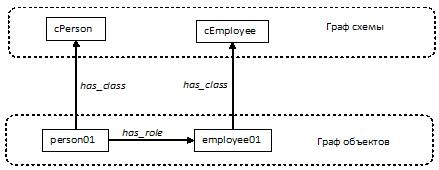 cPerson
cEmployee
Граф схемы
has_class
has_class
has_role
person01
employee01
Граф объектов